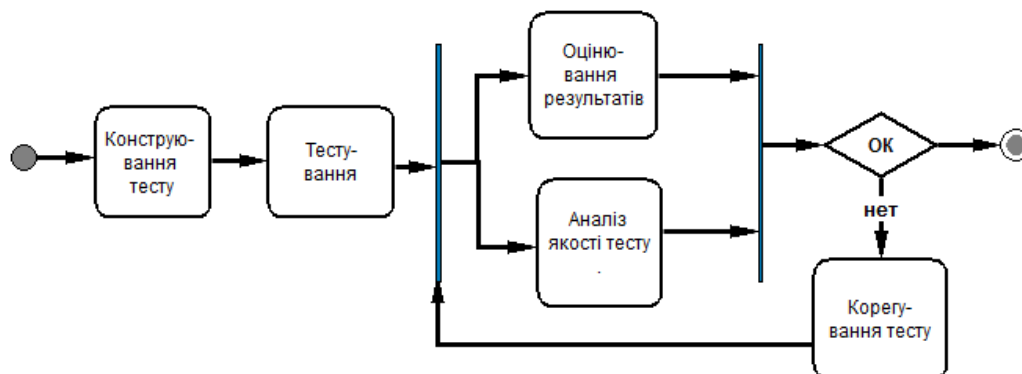 Конструю-
вання
тесту
Тесту-
вання
Оціню-
вання
результатів
Аналіз
якості тесту
.
ОК
нет
Корегу-
вання тесту